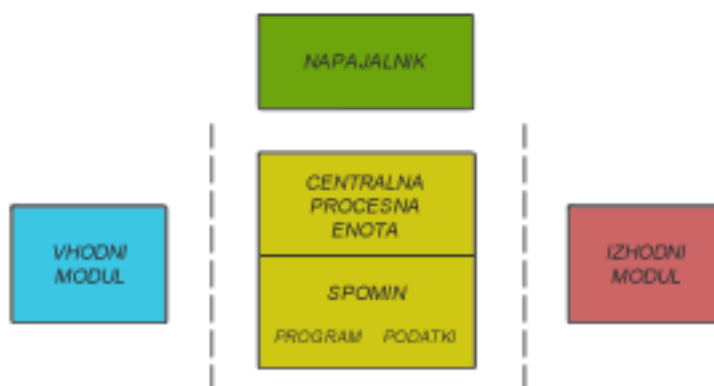 NAPAJALNIK
CENTRALNA
PROCESNA
ENOTA
VHODNI
MODUL
SPOMIN
PROGRAM PODATKI
IZHODNI
MODUL